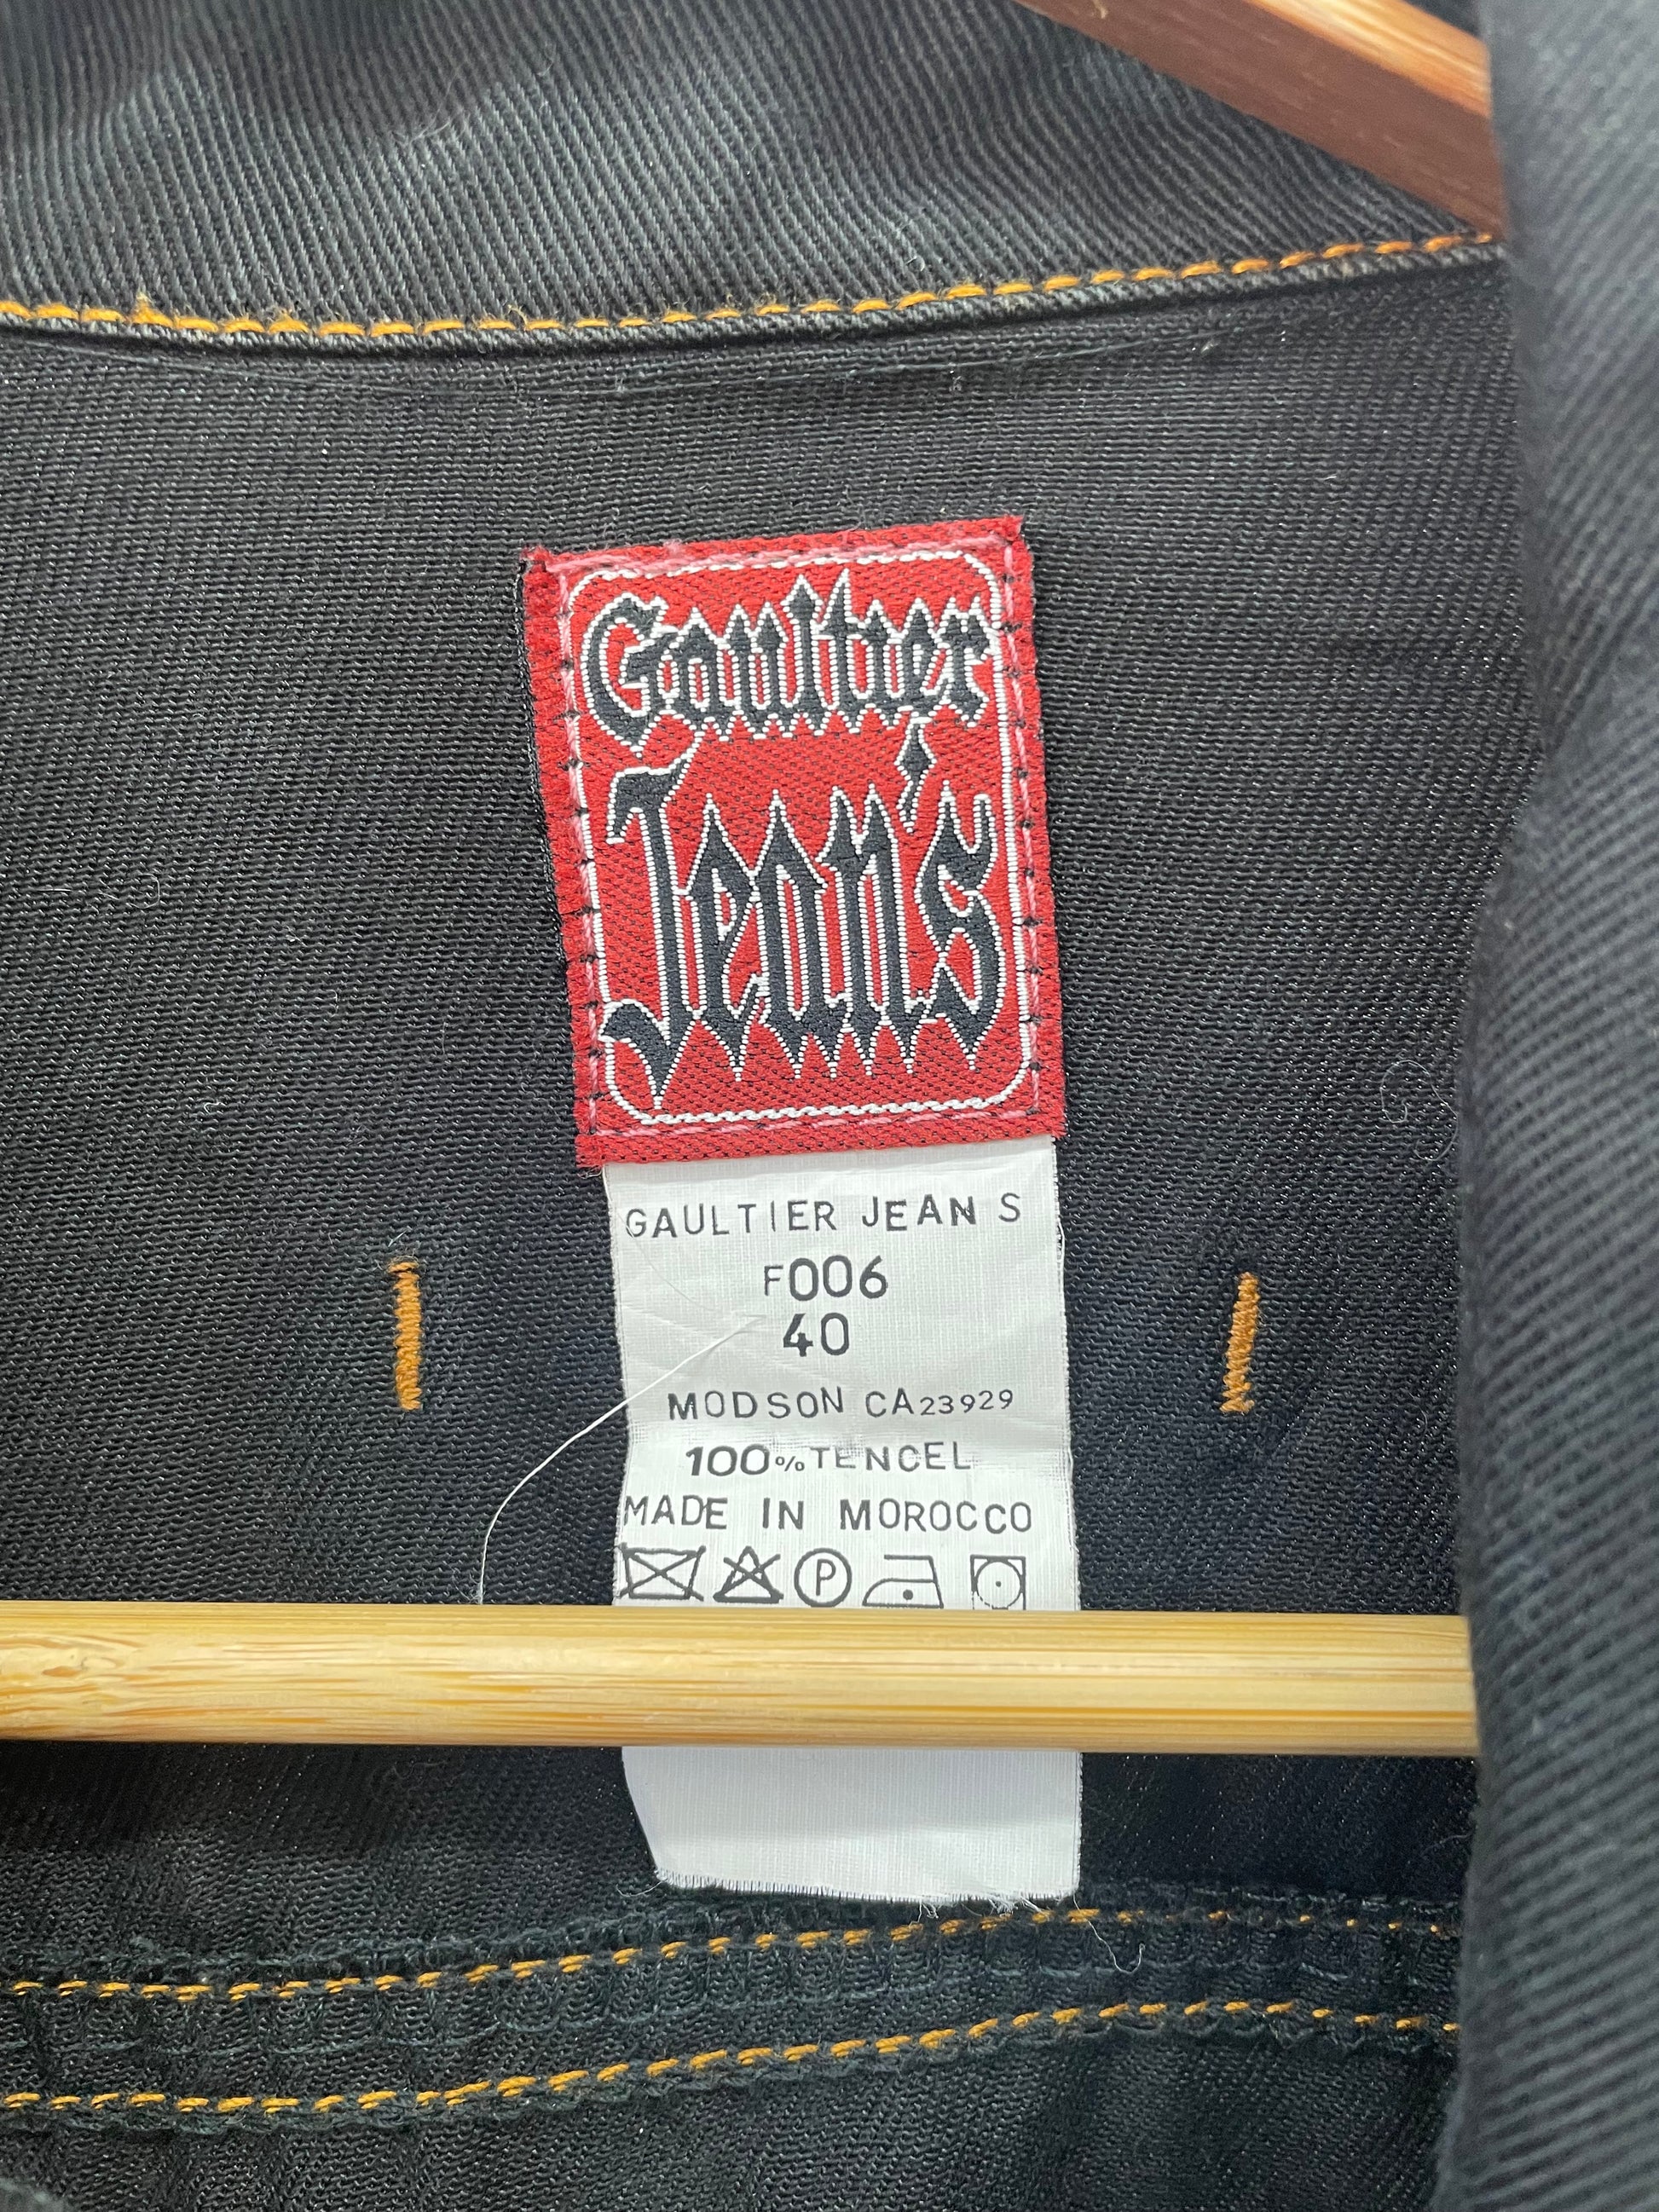 Gaultier
Jean's
GAULTIER JEAN S
F006
40
MODSON CA23929
100% TENCEL
MADE IN MOROCCO
P